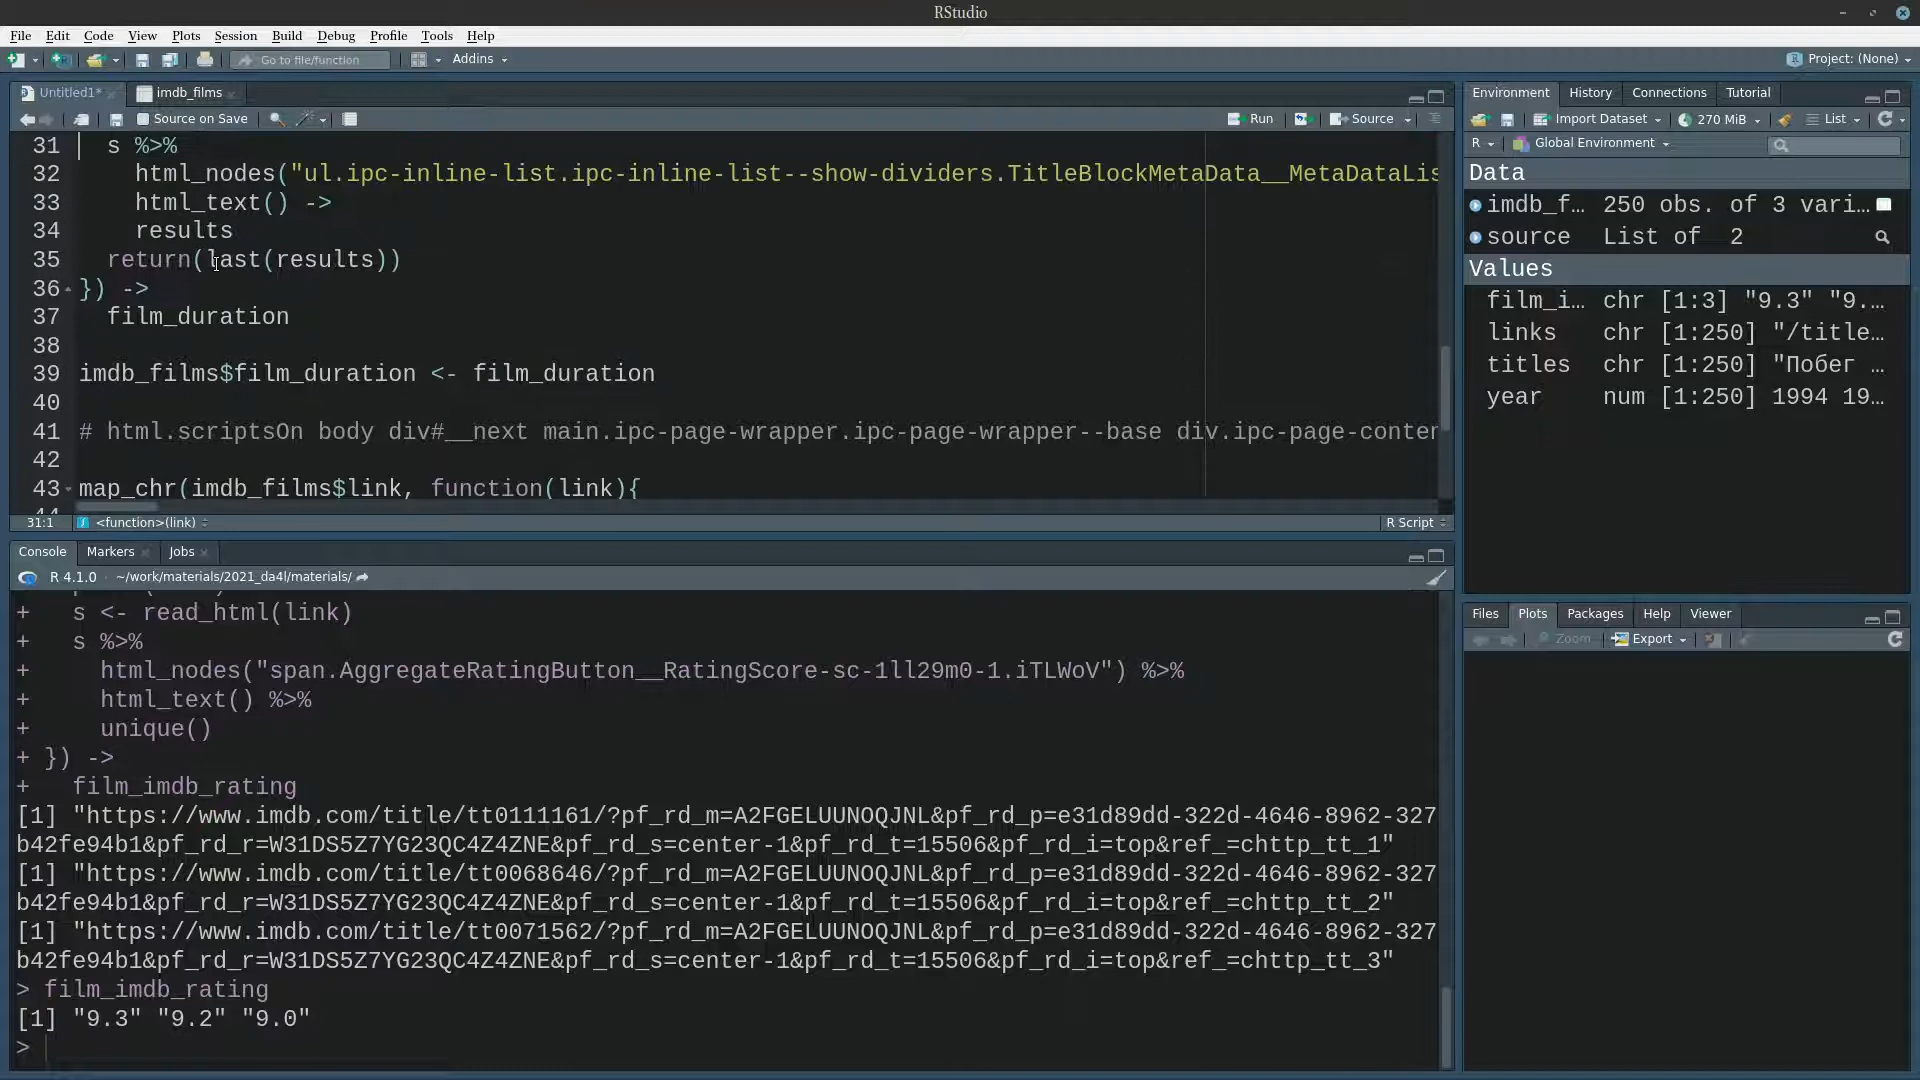 RStudio
File Edit Code View Plots Session Build Debug Profile Tools Help
Go to file/function Addins Project: (None)
Untitled1* imdb_films
Source on Save Run Source
31 s %>%
32 html_nodes("ul.ipc-inline-list.ipc-inline-list--show-dividers.TitleBlockMetaData__MetaDataLis
33 html_text() ->
34 results
35 return(last(results))
36 }) ->
37 film_duration
38
39 imdb_films$film_duration <- film_duration
40
41 # html.scriptsOn body div#__next main.ipc-page-wrapper.ipc-page-wrapper--base div.ipc-page-conten
42
43 map_chr(imdb_films$link, function(link){
31:1 <function>(link) R Script
Console Markers Jobs
R 4.1.0 · ~/work/materials/2021_da4l/materials/
+ s <- read_html(link)
+ s %>%
+ html_nodes("span.AggregateRatingButton__RatingScore-sc-1ll29m0-1.iTLWoV") %>%
+ html_text() %>%
+ unique()
+ }) ->
+ film_imdb_rating
[1] "https://www.imdb.com/title/tt0111161/?pf_rd_m=A2FGELUUNOQJNL&pf_rd_p=e31d89dd-322d-4646-8962-327
b42fe94b1&pf_rd_r=W31DS5Z7YG23QC4Z4ZNE&pf_rd_s=center-1&pf_rd_t=15506&pf_rd_i=top&ref_=chttp_tt_1"
[1] "https://www.imdb.com/title/tt0068646/?pf_rd_m=A2FGELUUNOQJNL&pf_rd_p=e31d89dd-322d-4646-8962-327
b42fe94b1&pf_rd_r=W31DS5Z7YG23QC4Z4ZNE&pf_rd_s=center-1&pf_rd_t=15506&pf_rd_i=top&ref_=chttp_tt_2"
[1] "https://www.imdb.com/title/tt0071562/?pf_rd_m=A2FGELUUNOQJNL&pf_rd_p=e31d89dd-322d-4646-8962-327
b42fe94b1&pf_rd_r=W31DS5Z7YG23QC4Z4ZNE&pf_rd_s=center-1&pf_rd_t=15506&pf_rd_i=top&ref_=chttp_tt_3"
> film_imdb_rating
[1] "9.3" "9.2" "9.0"
>
Environment History Connections Tutorial
Import Dataset 270 MiB List
R Global Environment
Data
imdb_f… 250 obs. of 3 vari…
source List of 2
Values
film_i… chr [1:3] "9.3" "9.…
links chr [1:250] "/title…
titles chr [1:250] "Побег …
year num [1:250] 1994 19…
Files Plots Packages Help Viewer
Zoom Export